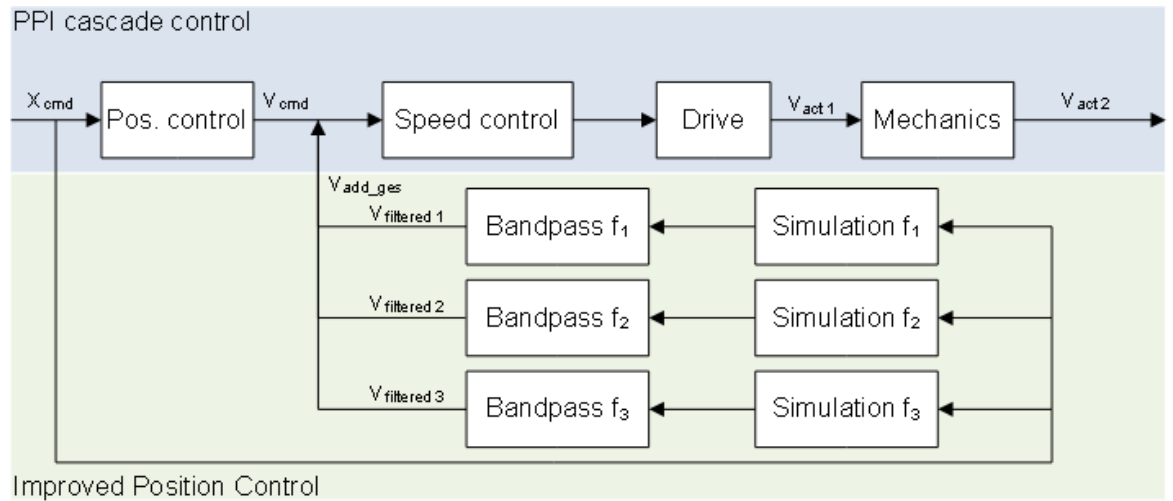 PPI cascade control
X cmd
Pos. control
V cmd
Speed control
Drive
V act 1
Mechanics
V act 2
V add_ges
V filtered 1
Bandpass f₁
Simulation f₁
V filtered 2
Bandpass f₂
Simulation f₂
V filtered 3
Bandpass f₃
Simulation f₃
Improved Position Control